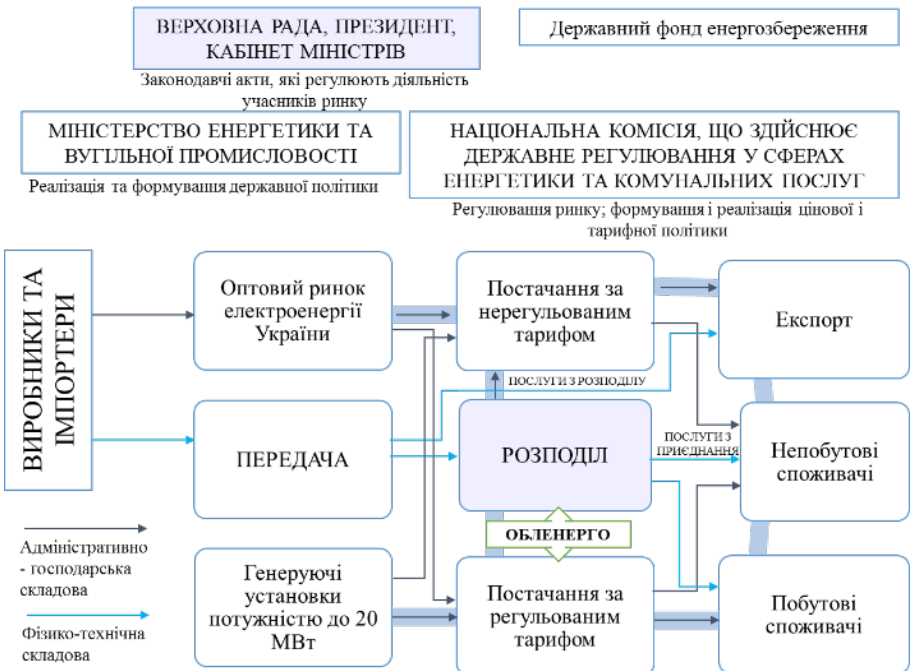 ВЕРХОВНА РАДА, ПРЕЗИДЕНТ,
КАБІНЕТ МІНІСТРІВ
Державний фонд енергозбереження
Законодавчі акти, які регулюють діяльність
учасників ринку
МІНІСТЕРСТВО ЕНЕРГЕТИКИ ТА
ВУГІЛЬНОЇ ПРОМИСЛОВОСТІ
Реалізація та формування державної політики
НАЦІОНАЛЬНА КОМІСІЯ, ЩО ЗДІЙСНЮЄ
ДЕРЖАВНЕ РЕГУЛЮВАННЯ У СФЕРАХ
ЕНЕРГЕТИКИ ТА КОМУНАЛЬНИХ ПОСЛУГ
Регулювання ринку; формування і реалізація цінової і
тарифної політики
ВИРОБНИКИ ТА
ІМПОРТЕРИ
Оптовий ринок
електроенергії
України
Постачання за
нерегульованим
тарифом
Експорт
ПОСЛУГИ З РОЗПОДІЛУ
ПЕРЕДАЧА
РОЗПОДІЛ
ПОСЛУГИ З
ПРИЄДНАННЯ
Непобутові
споживачі
ОБЛЕНЕРГО
Адміністративно
- господарська
складова
Фізико-технічна
складова
Генеруючі
установки
потужністю до 20
МВт
Постачання за
регульованим
тарифом
Побутові
споживачі